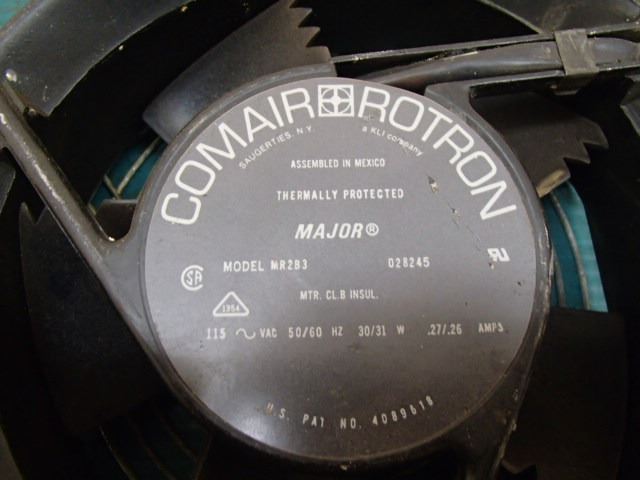 COMAIR ROTRON
SAUGERTIES, N.Y. a KLI company
ASSEMBLED IN MEXICO
THERMALLY PROTECTED
MAJOR®
MODEL MR2B3 028245
MTR. CL.B INSUL.
1954
115 ~ VAC 50/60 HZ 30/31 W .27/.26 AMPS
U.S. PAT NO. 4089618